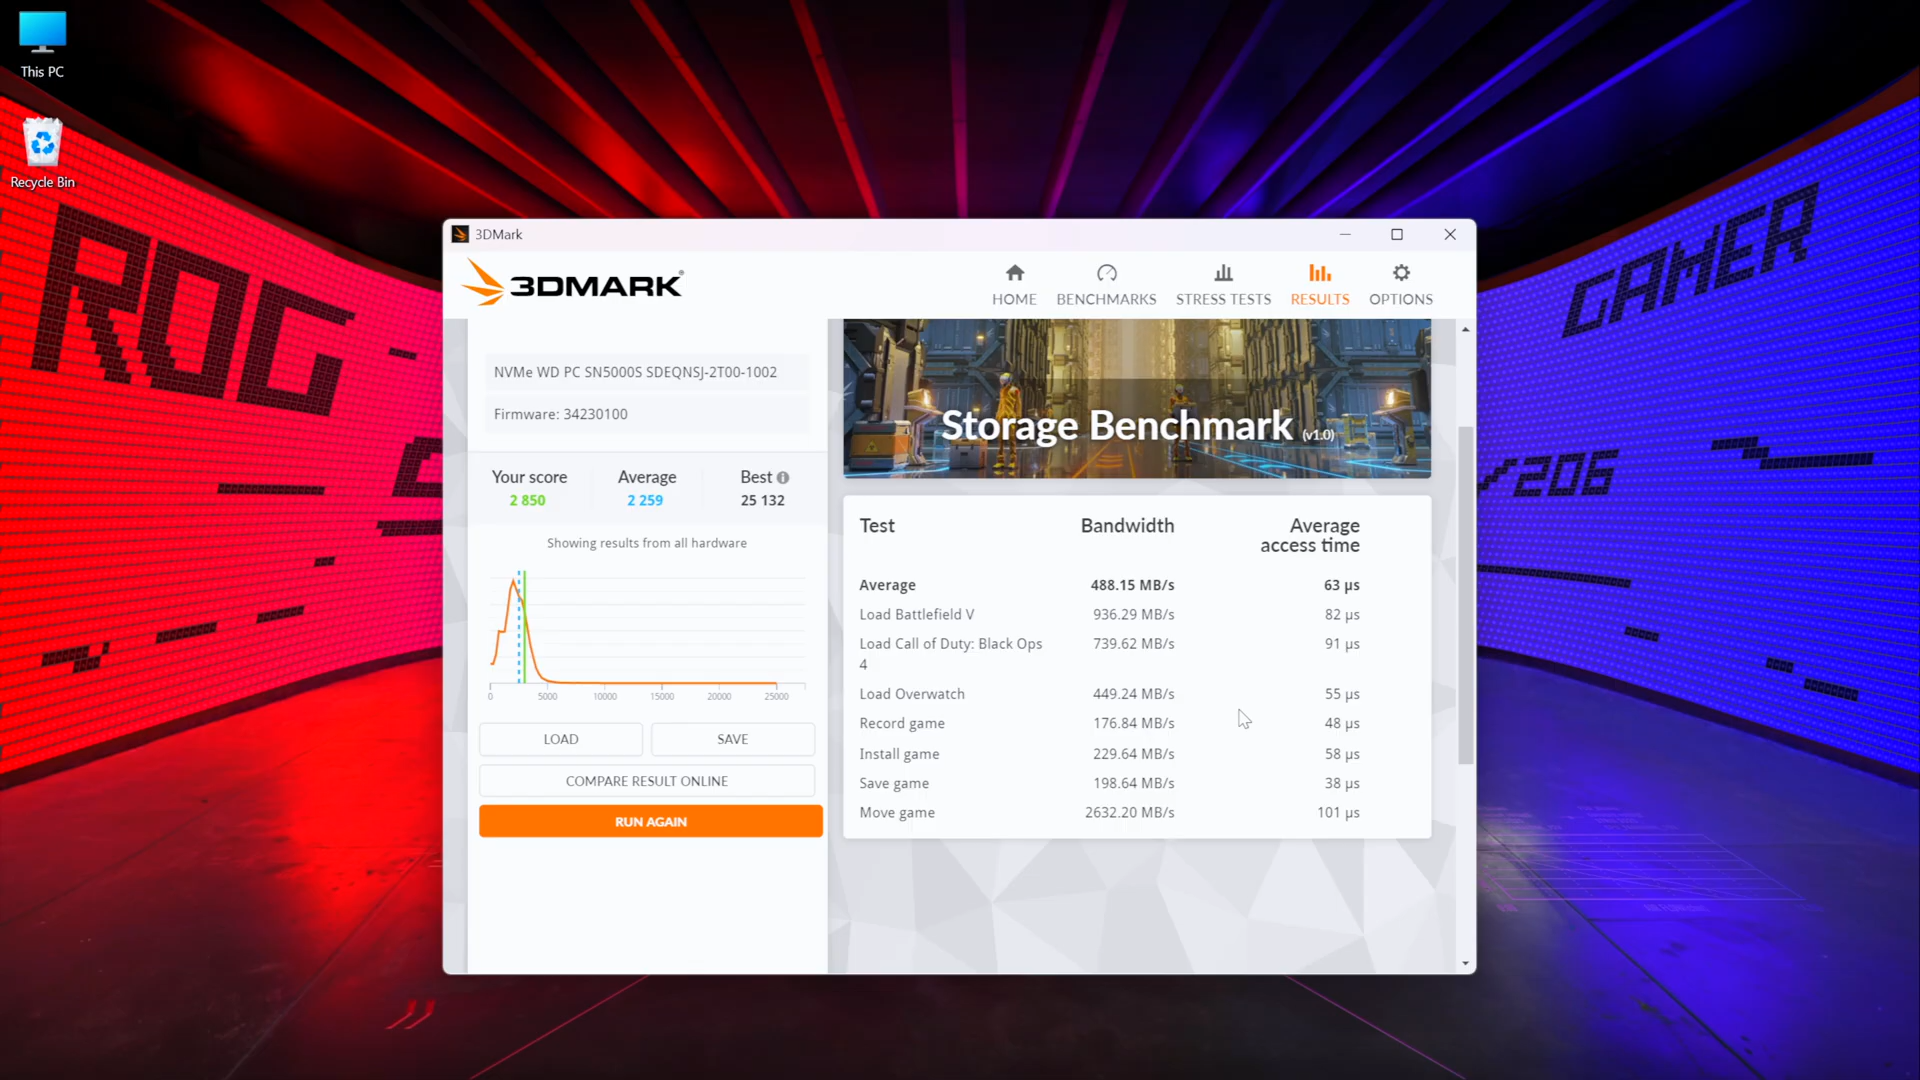 This PC
Recycle Bin
ROG
GAMER
/206
3DMark
3DMARK®
HOME
BENCHMARKS
STRESS TESTS
RESULTS
OPTIONS
NVMe WD PC SN5000S SDEQNSJ-2T00-1002
Firmware: 34230100
Your score
2 850
Average
2 259
Best
25 132
Showing results from all hardware
0 5000 10000 15000 20000 25000
LOAD
SAVE
COMPARE RESULT ONLINE
RUN AGAIN
Storage Benchmark (v1.0)
Test Bandwidth Average
access time
Average 488.15 MB/s 63 µs
Load Battlefield V 936.29 MB/s 82 µs
Load Call of Duty: Black Ops 739.62 MB/s 91 µs
4
Load Overwatch 449.24 MB/s 55 µs
Record game 176.84 MB/s 48 µs
Install game 229.64 MB/s 58 µs
Save game 198.64 MB/s 38 µs
Move game 2632.20 MB/s 101 µs